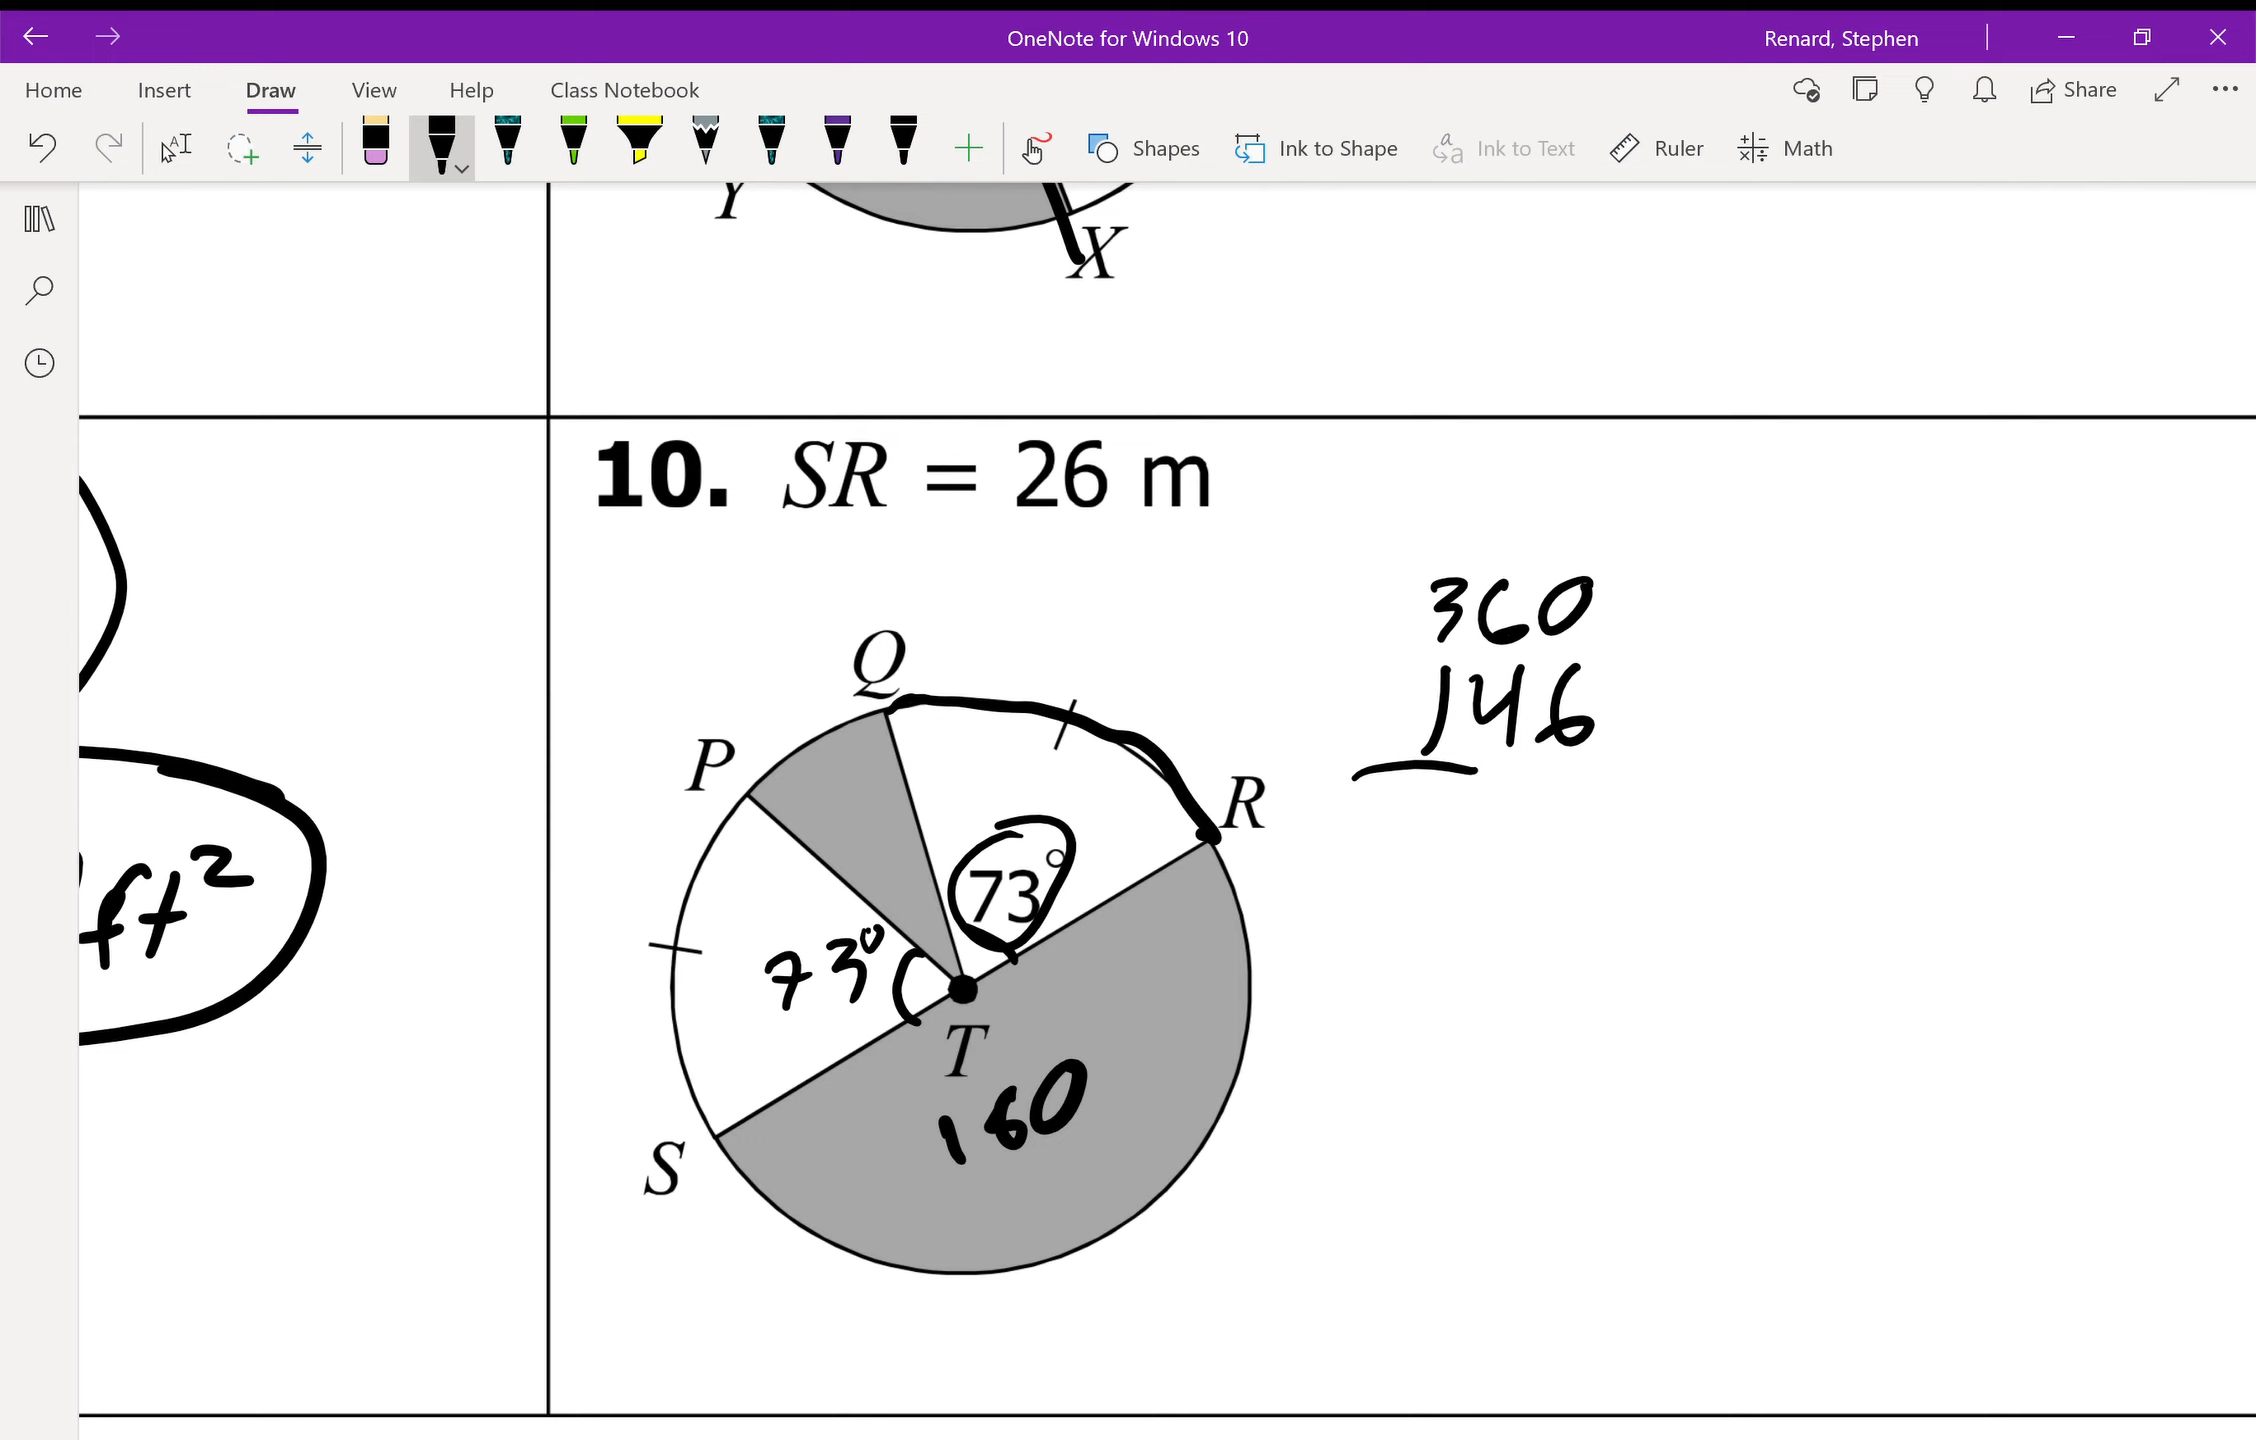 OneNote for Windows 10
Renard, Stephen
Home Insert Draw View Help Class Notebook
Share
Shapes Ink to Shape Ink to Text Ruler Math
Y
X
10. SR = 26 m
360
146
Q
P
R
73°
73°
T
180
S
ft²